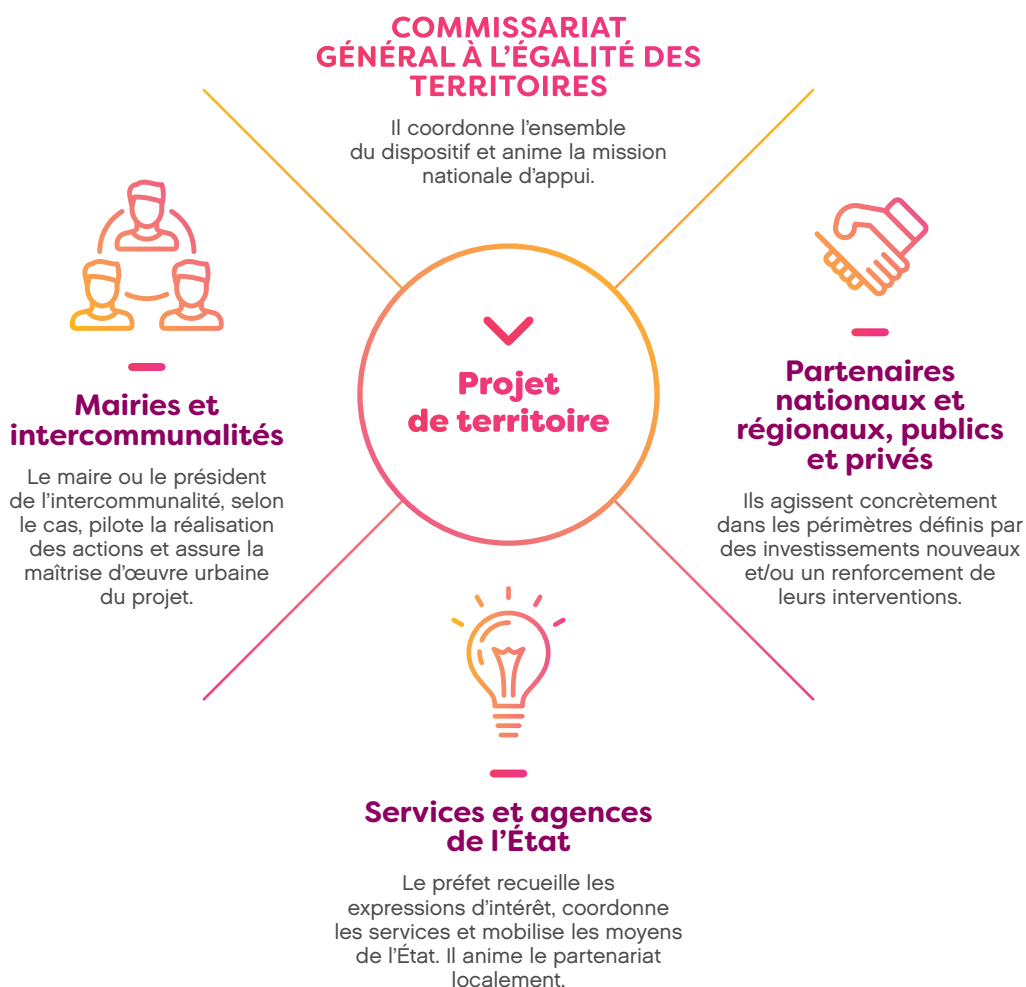 COMMISSARIAT
GÉNÉRAL À L’ÉGALITÉ DES
TERRITOIRES
Il coordonne l’ensemble
du dispositif et anime la mission
nationale d’appui.
Projet
de territoire
Mairies et
intercommunalités
Le maire ou le président
de l’intercommunalité, selon
le cas, pilote la réalisation
des actions et assure la
maîtrise d’œuvre urbaine
du projet.
Partenaires
nationaux et
régionaux, publics
et privés
Ils agissent concrètement
dans les périmètres définis par
des investissements nouveaux
et/ou un renforcement de
leurs interventions.
Services et agences
de l’État
Le préfet recueille les
expressions d’intérêt, coordonne
les services et mobilise les moyens
de l’État. Il anime le partenariat
localement.